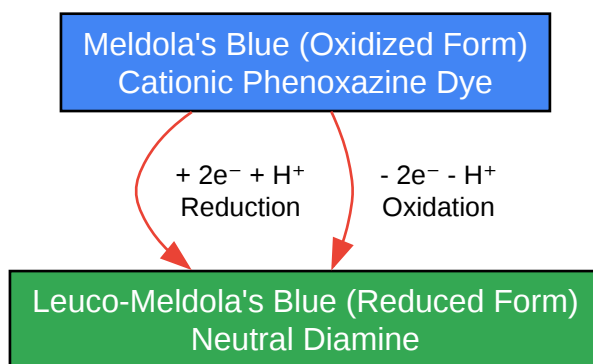 Meldola's Blue (Oxidized Form)
Cationic Phenoxazine Dye
+ 2e⁻ + H⁺
Reduction
- 2e⁻ - H⁺
Oxidation
Leuco-Meldola's Blue (Reduced Form)
Neutral Diamine